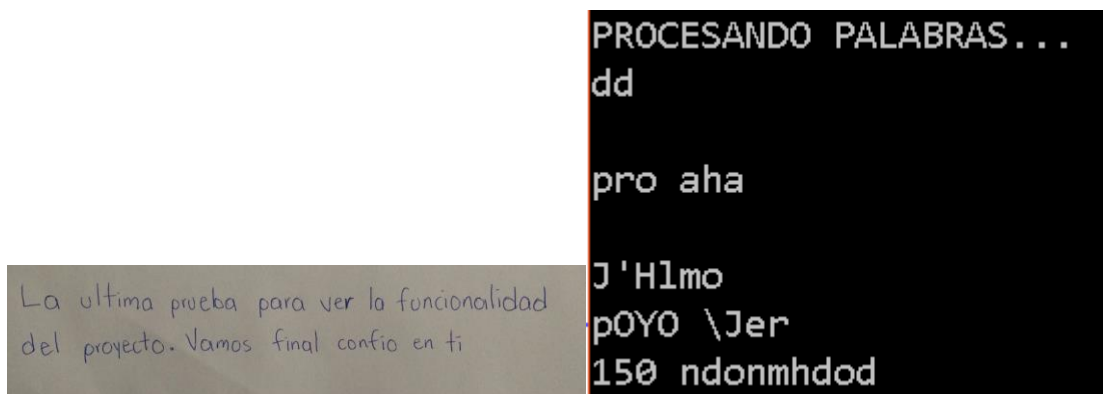 La ultima prueba para ver la funcionalidad
del proyecto. Vamos final confio en ti
PROCESANDO PALABRAS...
dd
pro aha
J'Hlmo
pOYO \Jer
150 ndonmhdod